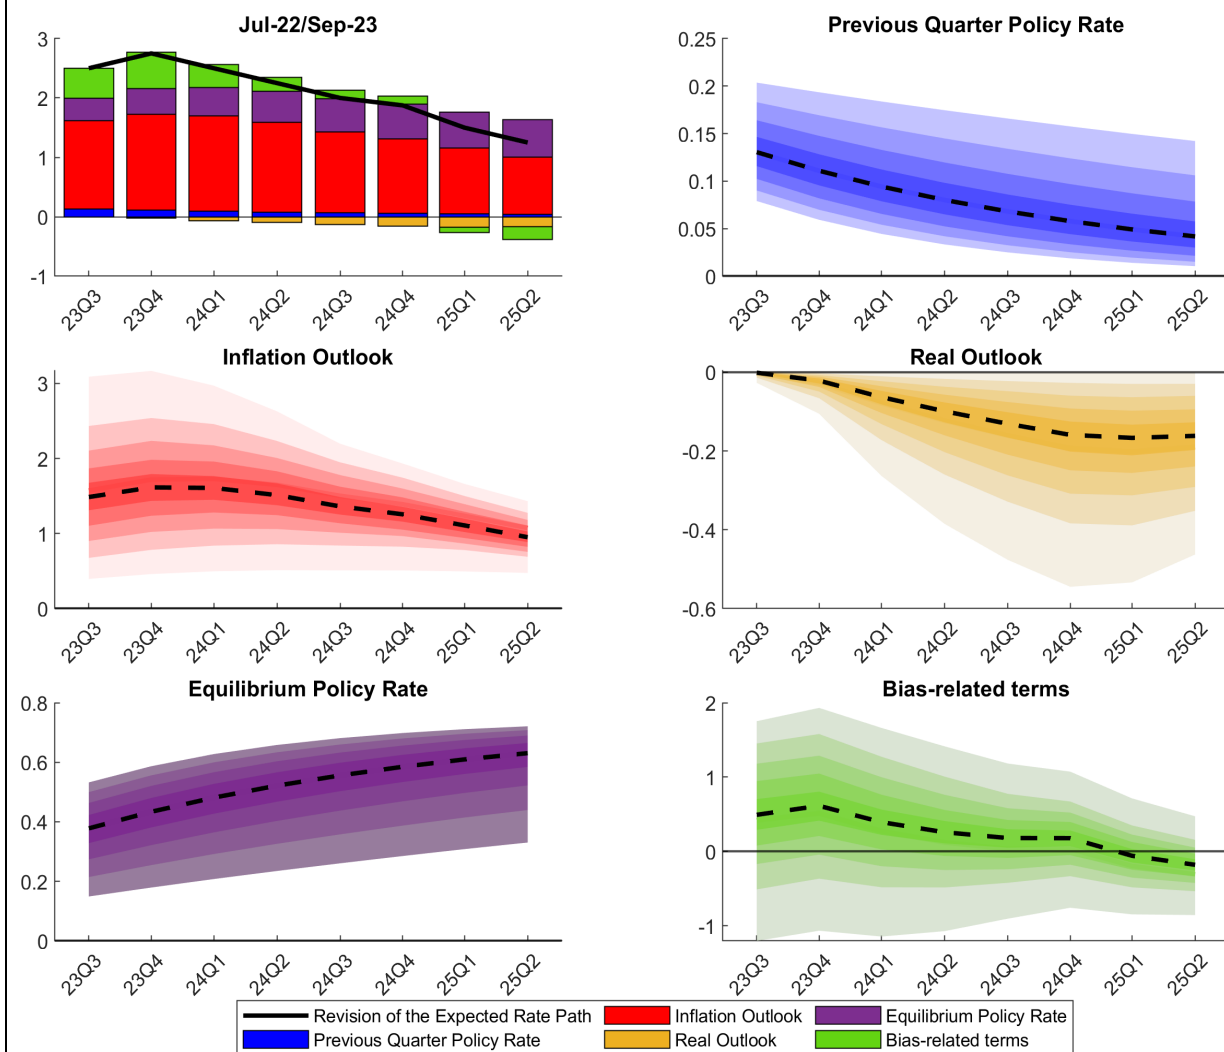 Jul-22/Sep-23
3
2
1
0
-1
23Q3 23Q4 24Q1 24Q2 24Q3 24Q4 25Q1 25Q2
Previous Quarter Policy Rate
0.25
0.2
0.15
0.1
0.05
0
23Q3 23Q4 24Q1 24Q2 24Q3 24Q4 25Q1 25Q2
Inflation Outlook
3
2
1
0
23Q3 23Q4 24Q1 24Q2 24Q3 24Q4 25Q1 25Q2
Real Outlook
0
-0.2
-0.4
-0.6
23Q3 23Q4 24Q1 24Q2 24Q3 24Q4 25Q1 25Q2
Equilibrium Policy Rate
0.8
0.6
0.4
0.2
0
23Q3 23Q4 24Q1 24Q2 24Q3 24Q4 25Q1 25Q2
Bias-related terms
2
1
0
-1
23Q3 23Q4 24Q1 24Q2 24Q3 24Q4 25Q1 25Q2
Revision of the Expected Rate Path Inflation Outlook Equilibrium Policy Rate
Previous Quarter Policy Rate Real Outlook Bias-related terms